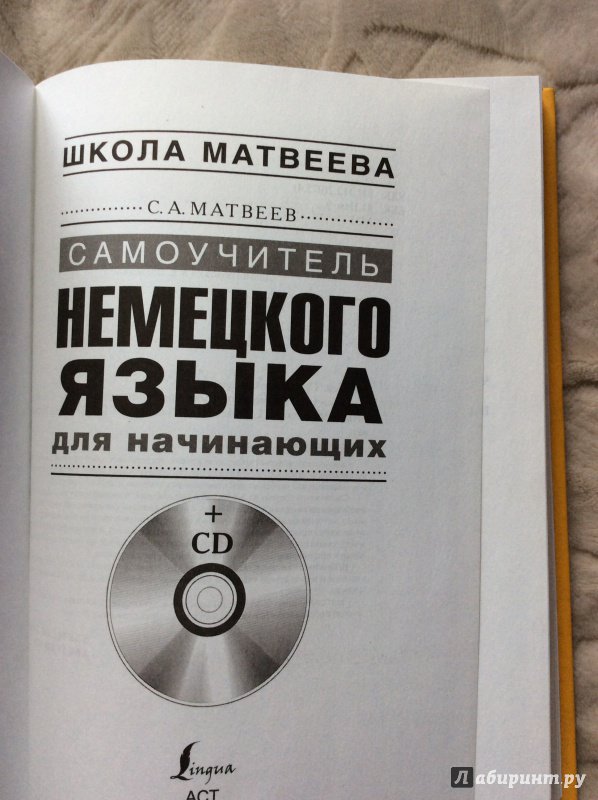 ШКОЛА МАТВЕЕВА
С. А. МАТВЕЕВ
САМОУЧИТЕЛЬ
НЕМЕЦКОГО
ЯЗЫКА
для начинающих
+
CD
Lingua
АСТ
Лабиринт.ру